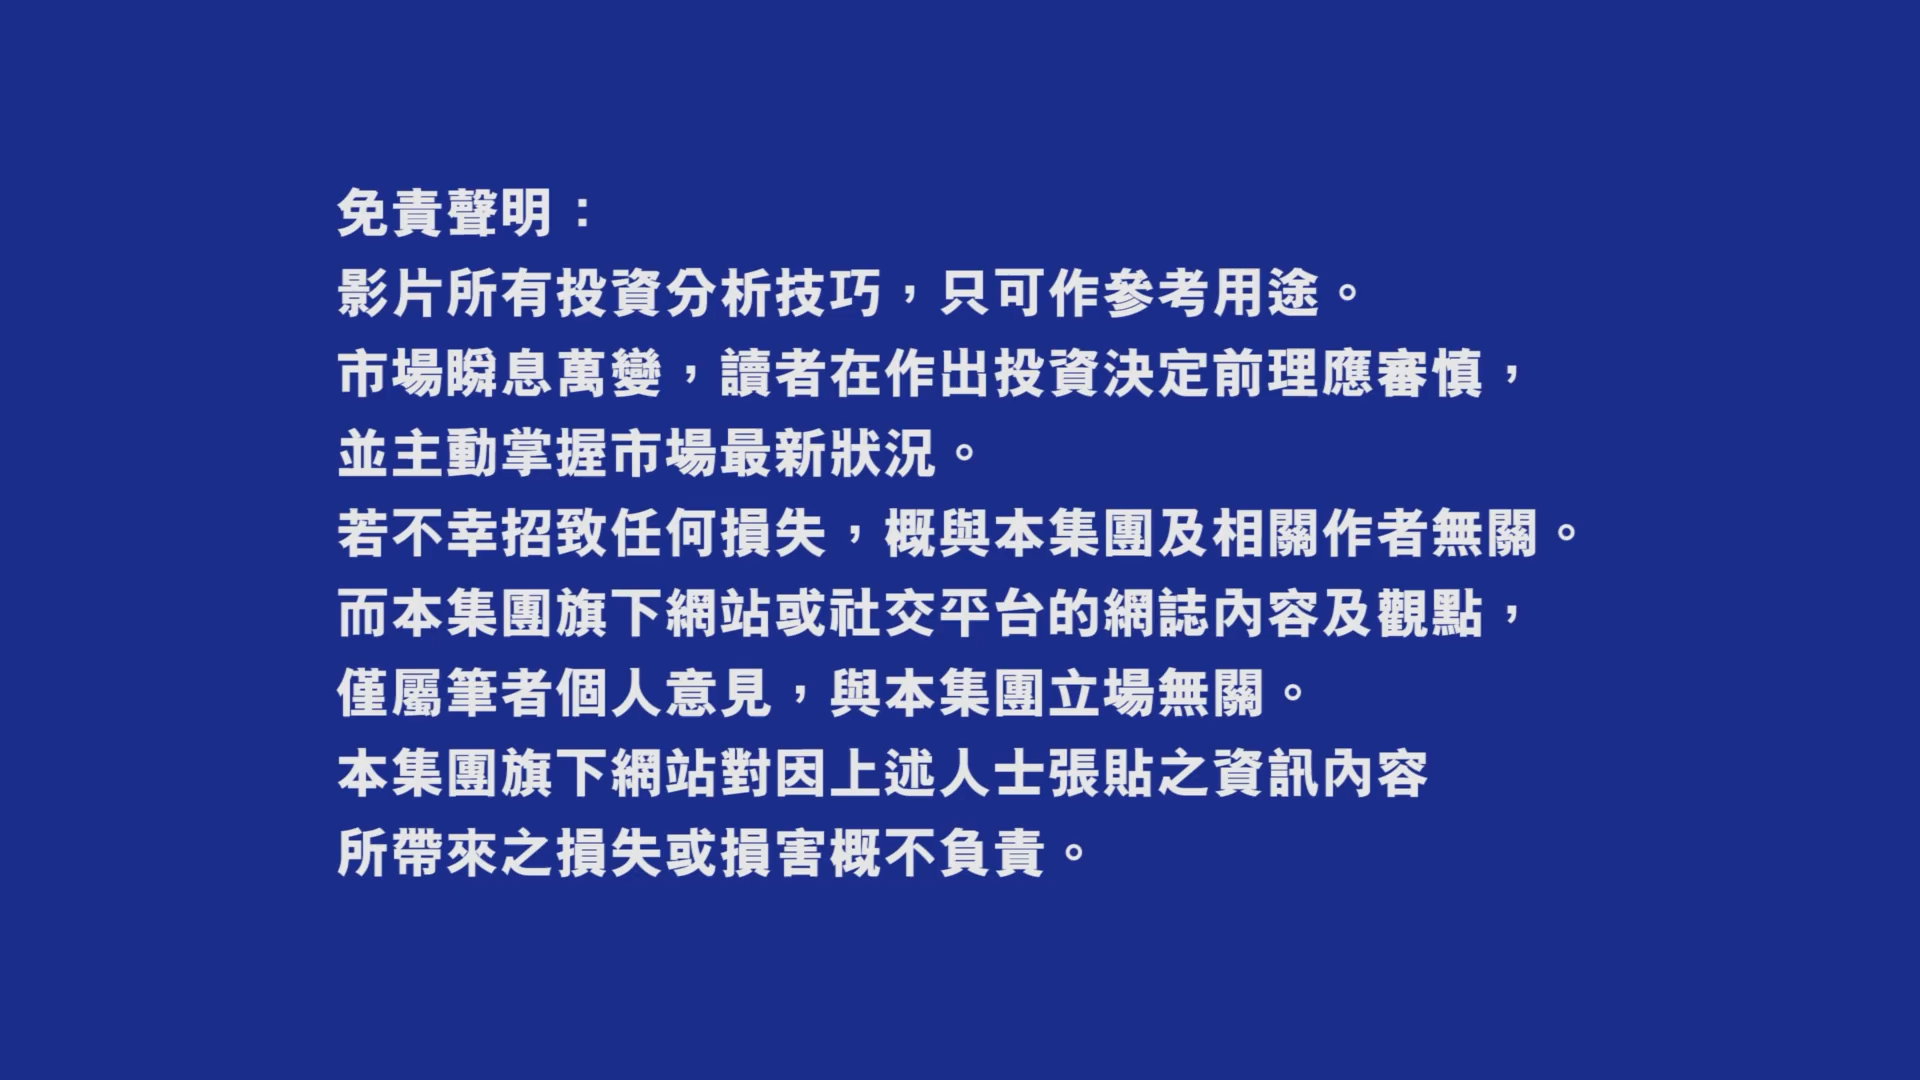 免責聲明：
影片所有投資分析技巧，只可作參考用途。
市場瞬息萬變，讀者在作出投資決定前理應審慎，
並主動掌握市場最新狀況。
若不幸招致任何損失，概與本集團及相關作者無關。
而本集團旗下網站或社交平台的網誌內容及觀點，
僅屬筆者個人意見，與本集團立場無關。
本集團旗下網站對因上述人士張貼之資訊內容
所帶來之損失或損害概不負責。